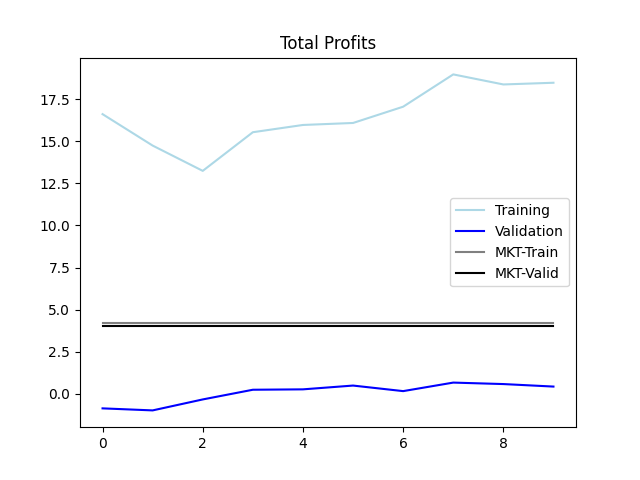 Total Profits
17.5
15.0
12.5
10.0
7.5
5.0
2.5
0.0
Training
Validation
MKT-Train
MKT-Valid
0 2 4 6 8